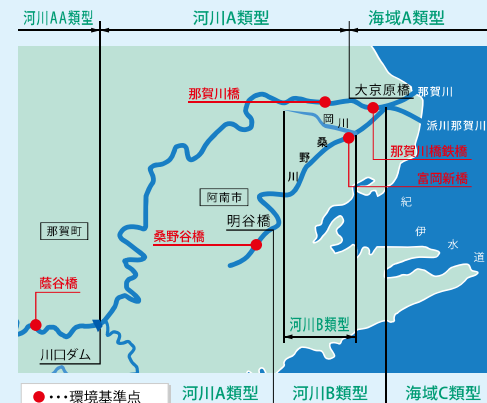 河川AA類型
河川A類型
海域A類型
那賀川橋
大京原橋
那賀川
岡川
派川那賀川
桑野川
那賀川橋鉄橋
富岡新橋
阿南市
明谷橋
紀伊水道
那賀町
桑野谷橋
蔭谷橋
河川B類型
川口ダム
河川A類型
河川B類型
海域C類型
●・・・環境基準点